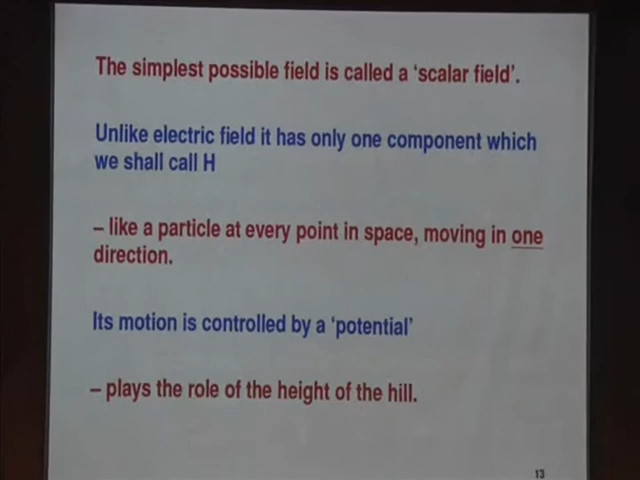 The simplest possible field is called a ‘scalar field’.
Unlike electric field it has only one component which
we shall call H
– like a particle at every point in space, moving in one
direction.
Its motion is controlled by a ‘potential’
– plays the role of the height of the hill.
13